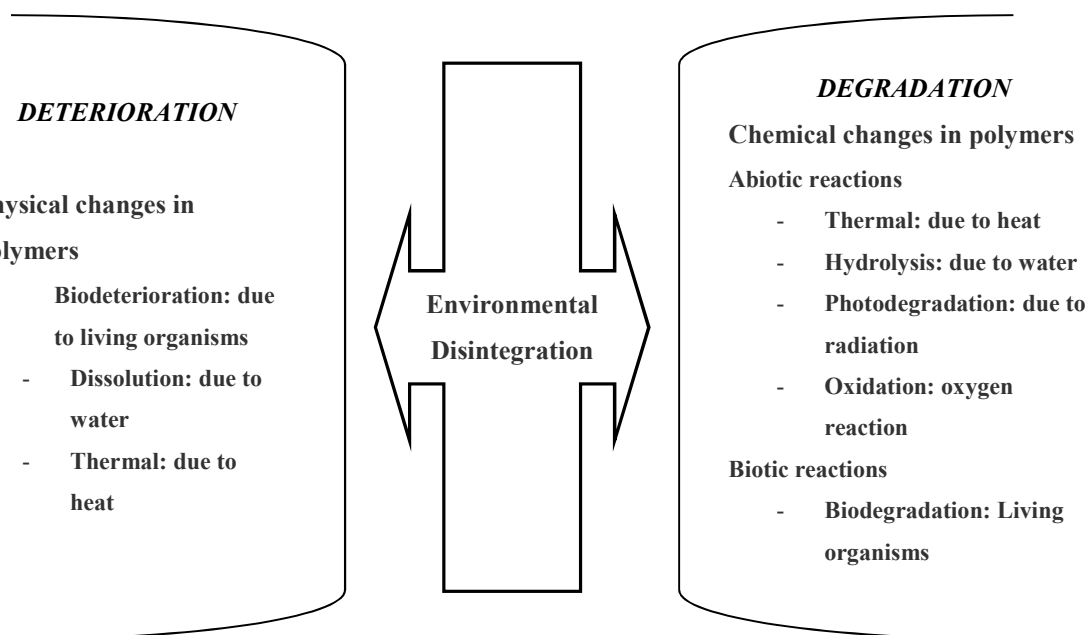 DETERIORATION
hysical changes in
olymers
Biodeterioration: due
to living organisms
- Dissolution: due to
water
- Thermal: due to
heat
Environmental
Disintegration
DEGRADATION
Chemical changes in polymers
Abiotic reactions
- Thermal: due to heat
- Hydrolysis: due to water
- Photodegradation: due to
radiation
- Oxidation: oxygen
reaction
Biotic reactions
- Biodegradation: Living
organisms